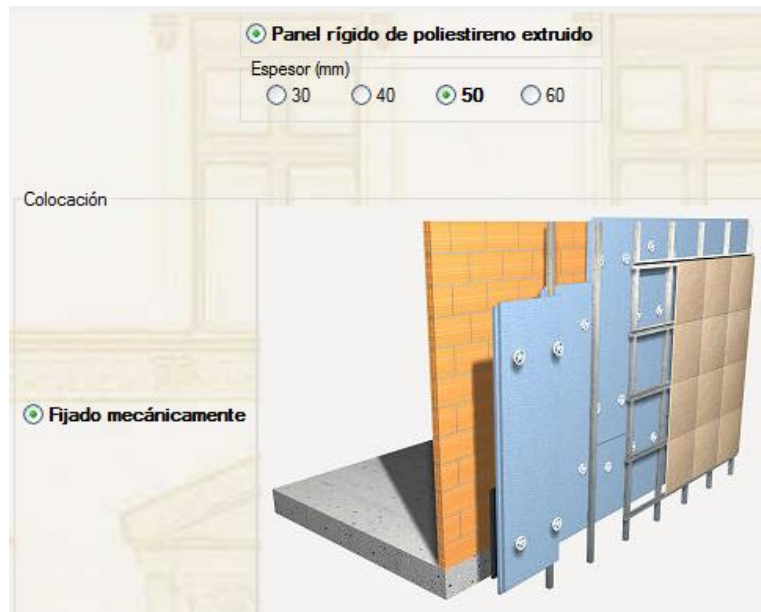 Panel rígido de poliestireno extruido
Espesor (mm)
30 40 50 60
Colocación
Fijado mecánicamente